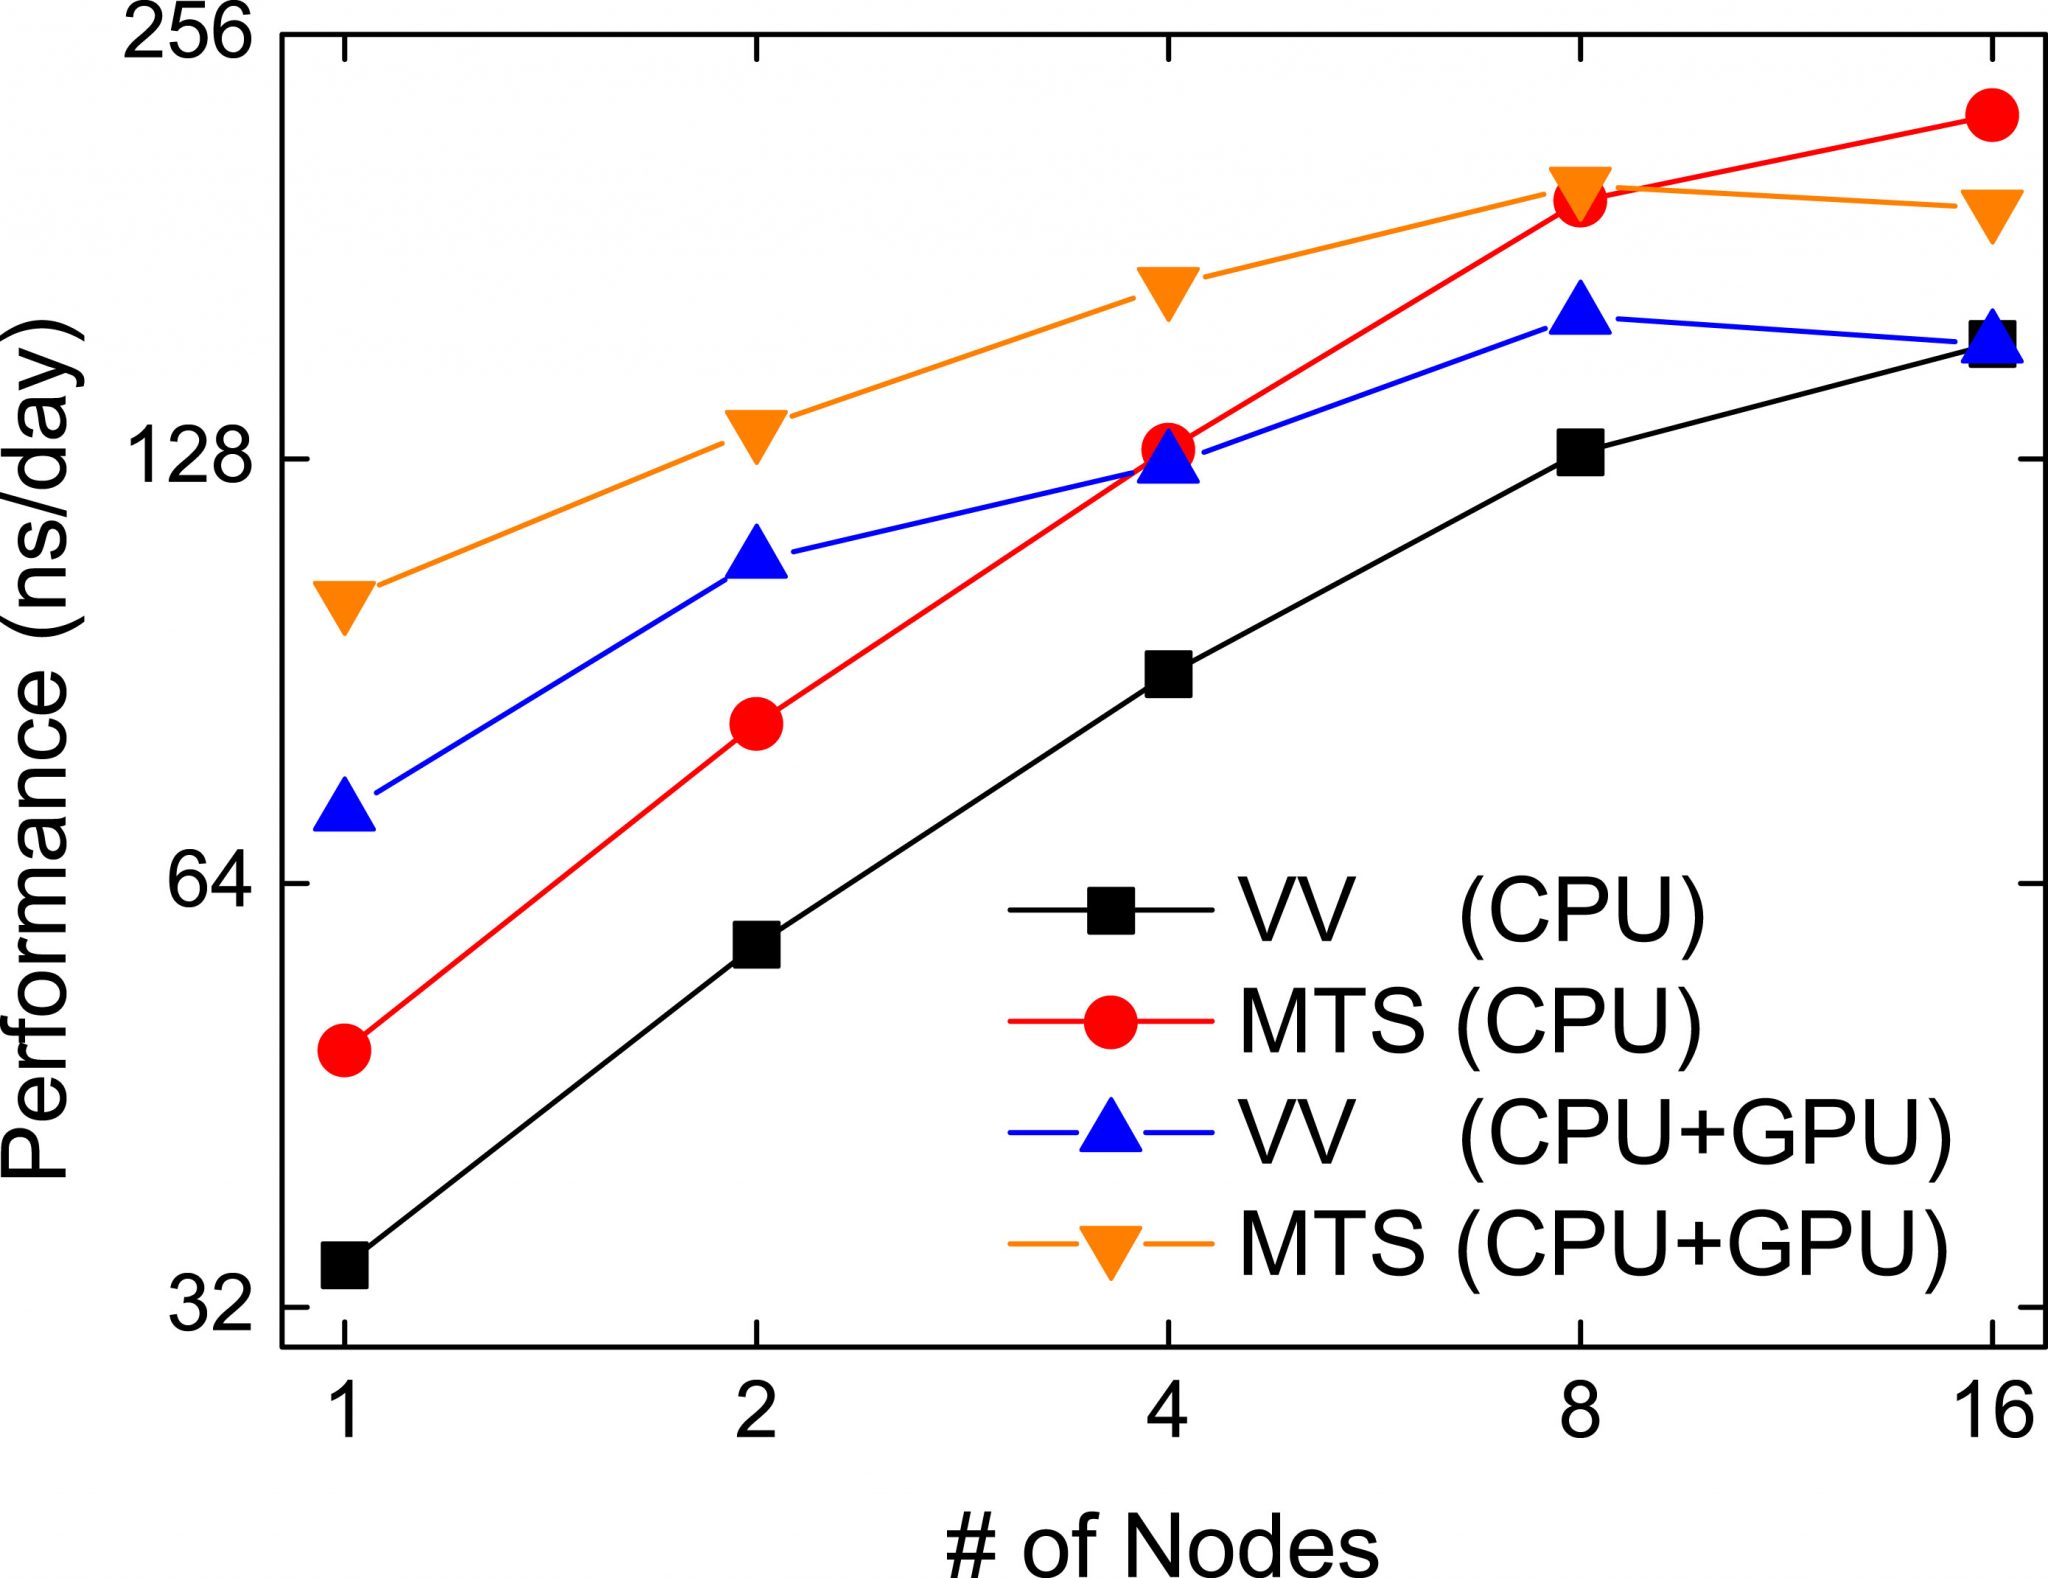 256
128
64
32
Performance (ns/day)
VV (CPU)
MTS (CPU)
VV (CPU+GPU)
MTS (CPU+GPU)
1 2 4 8 16
# of Nodes